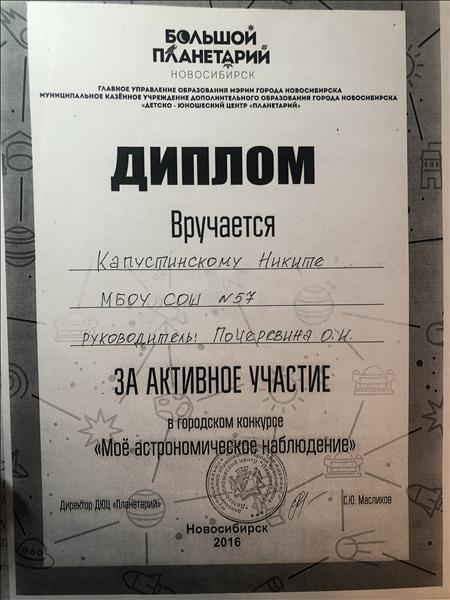 БОЛЬШОЙ
ПЛАНЕТАРИЙ
НОВОСИБИРСК
ГЛАВНОЕ УПРАВЛЕНИЕ ОБРАЗОВАНИЯ МЭРИИ ГОРОДА НОВОСИБИРСКА
МУНИЦИПАЛЬНОЕ КАЗЁННОЕ УЧРЕЖДЕНИЕ ДОПОЛНИТЕЛЬНОГО ОБРАЗОВАНИЯ ГОРОДА НОВОСИБИРСКА
«ДЕТСКО - ЮНОШЕСКИЙ ЦЕНТР «ПЛАНЕТАРИЙ»
ДИПЛОМ
Вручается
Капустинскому Никите
МБОУ СОШ №57
руководитель: Почеревина О.И.
ЗА АКТИВНОЕ УЧАСТИЕ
в городском конкурсе
«Моё астрономическое наблюдение»
Директор ДЮЦ «Планетарий»
С.Ю. Масликов
Новосибирск
2016